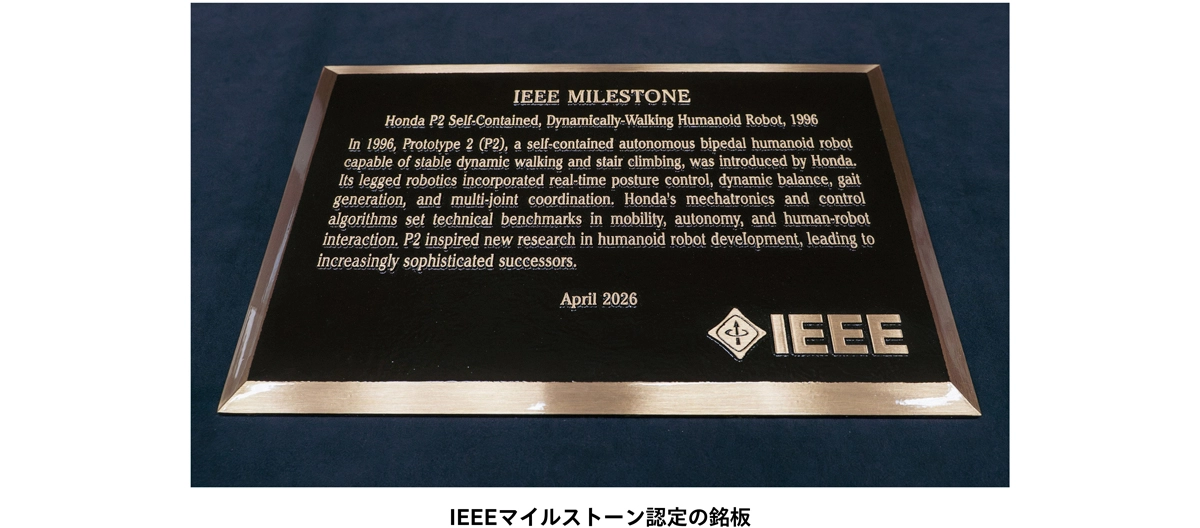 IEEE MILESTONE
Honda P2 Self-Contained, Dynamically-Walking Humanoid Robot, 1996
In 1996, Prototype 2 (P2), a self-contained autonomous bipedal humanoid robot
capable of stable dynamic walking and stair climbing, was introduced by Honda.
Its legged robotics incorporated real-time posture control, dynamic balance, gait
generation, and multi-joint coordination. Honda's mechatronics and control
algorithms set technical benchmarks in mobility, autonomy, and human-robot
interaction. P2 inspired new research in humanoid robot development, leading to
increasingly sophisticated successors.
April 2026
IEEE
IEEEマイルストーン認定の銘板